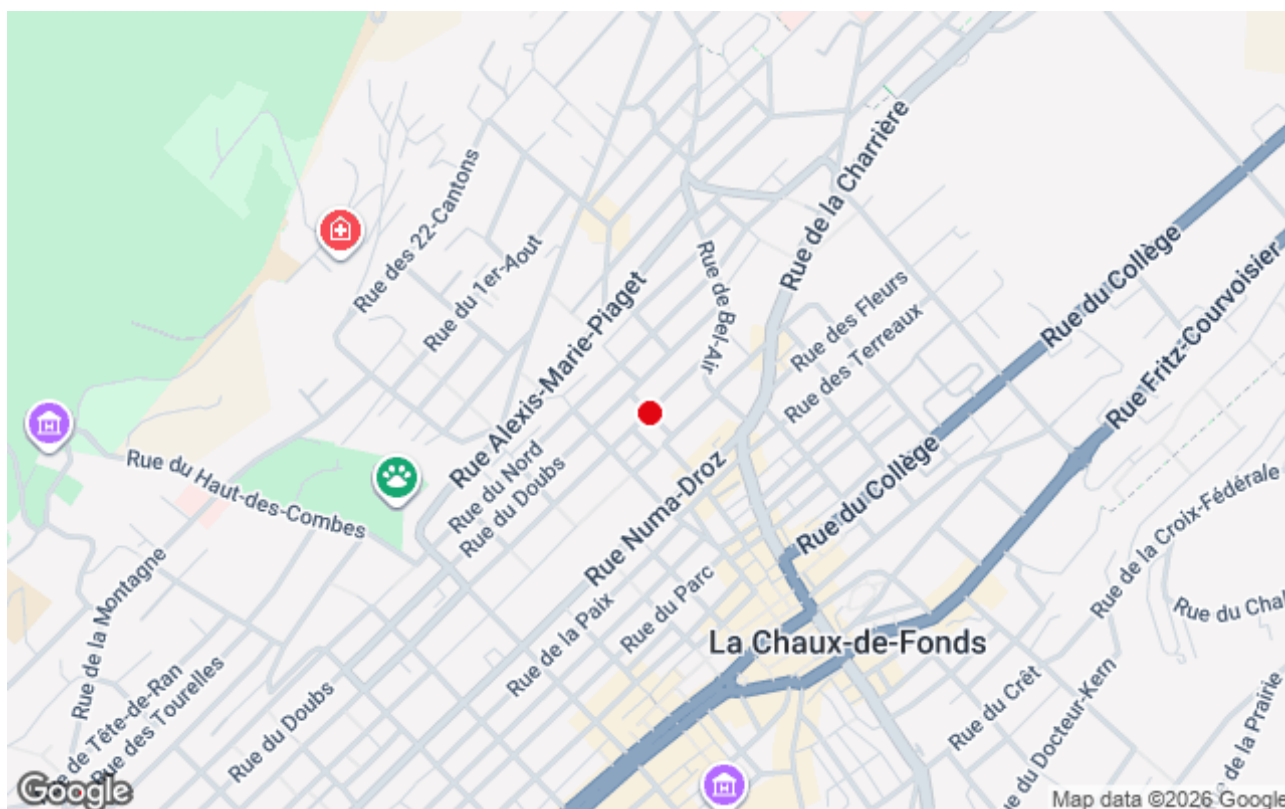 Rue des 22-Cantons
Rue du 1er-Aout
Rue de la Charrière
Rue du Collège
Rue Fritz-Courvoisier
Rue de Bel-Air
Rue des Fleurs
Rue des Terreaux
Rue Alexis-Marie-Piaget
Rue du Haut-des-Combes
Rue du Nord
Rue du Doubs
Rue Numa-Droz
Rue du Collège
Rue de la Croix-Fédérale
Rue du Chal
Rue de la Montagne
Rue de la Paix
Rue du Parc
La Chaux-de-Fonds
e de Tête-de-Ran
Rue des Tourelles
Rue du Doubs
Rue du Crêt
ue du Docteur-Kern
e de la Prairie
Google
Map data ©2026 Google